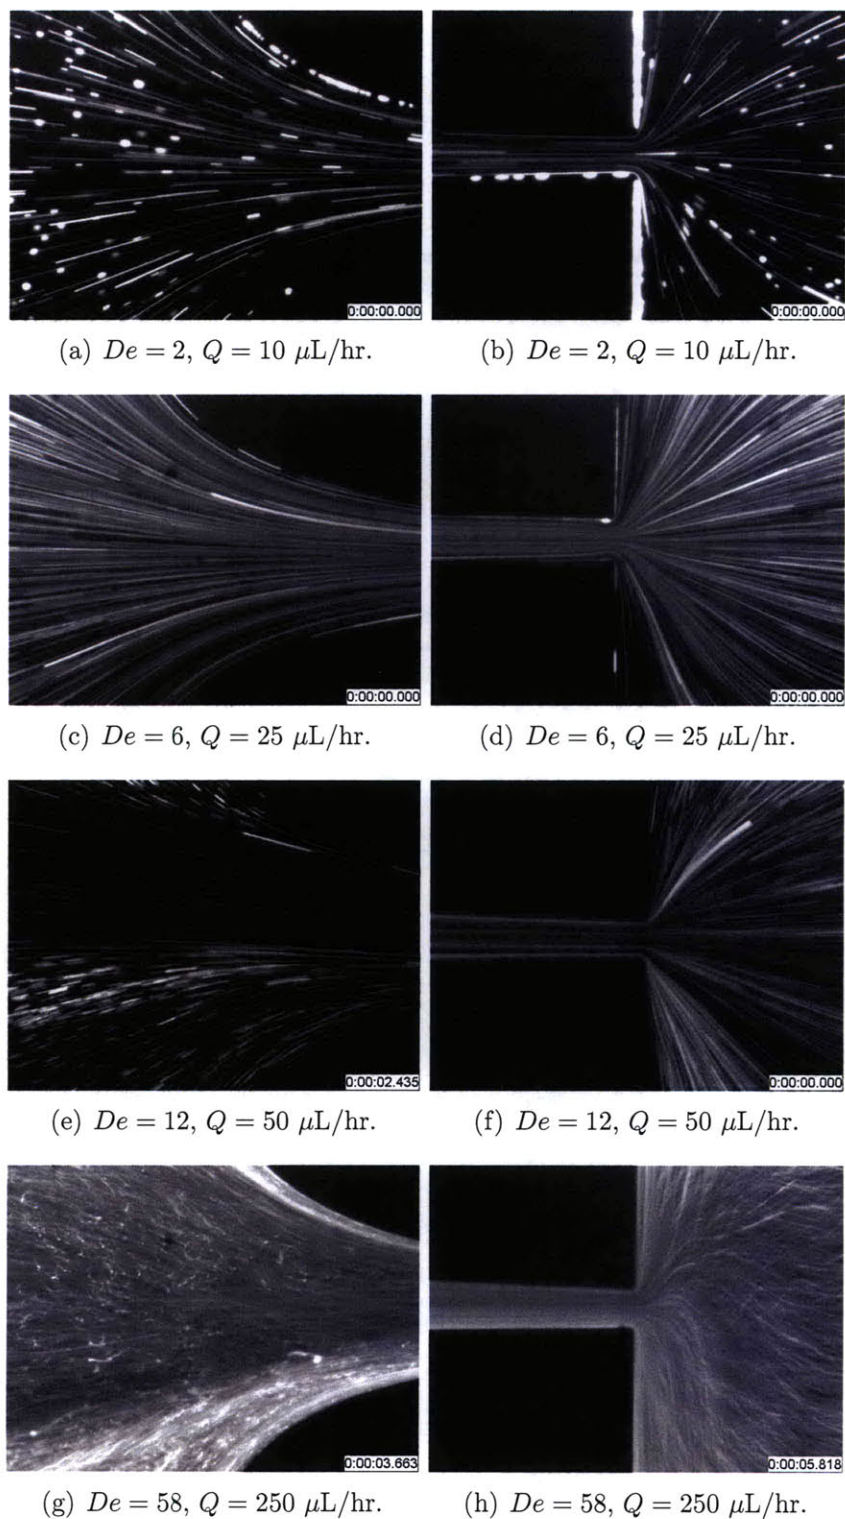 0:00:00.000
0:00:00.000
(a) De = 2, Q = 10 μL/hr.
(b) De = 2, Q = 10 μL/hr.
0:00:00.000
0:00:00.000
(c) De = 6, Q = 25 μL/hr.
(d) De = 6, Q = 25 μL/hr.
0:00:02.435
0:00:00.000
(e) De = 12, Q = 50 μL/hr.
(f) De = 12, Q = 50 μL/hr.
0:00:03.663
0:00:05.818
(g) De = 58, Q = 250 μL/hr.
(h) De = 58, Q = 250 μL/hr.